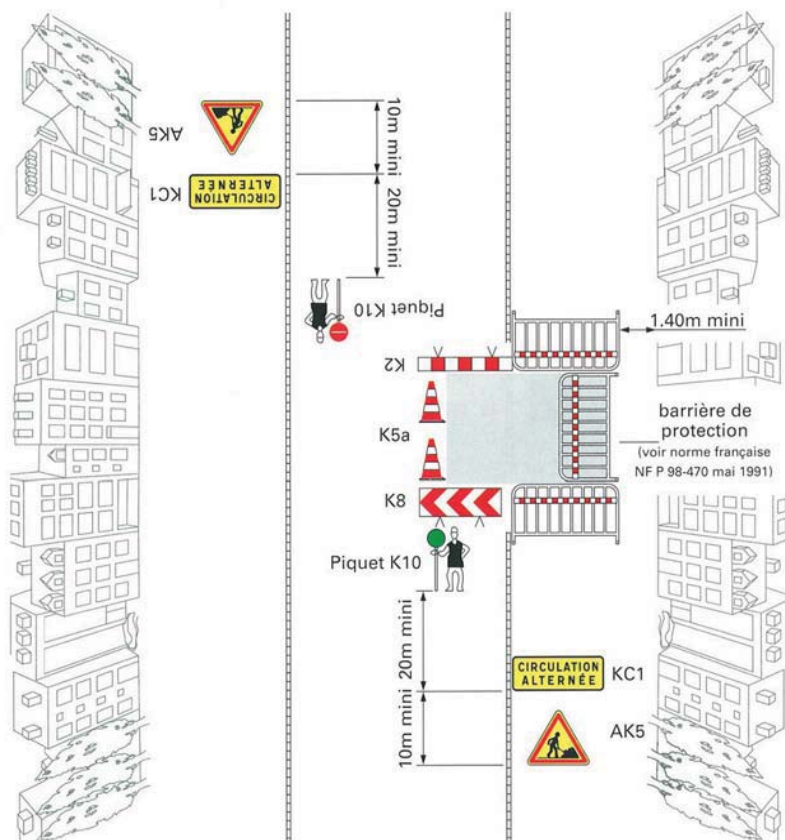 AK5
10m mini
KC1
CIRCULATION
ALTERNÉE
20m mini
Piquet K10
1.40m mini
K2
K5a
barrière de
protection
(voir norme française
NF P 98-470 mai 1991)
K8
Piquet K10
20m mini
CIRCULATION
ALTERNÉE
KC1
10m mini
AK5